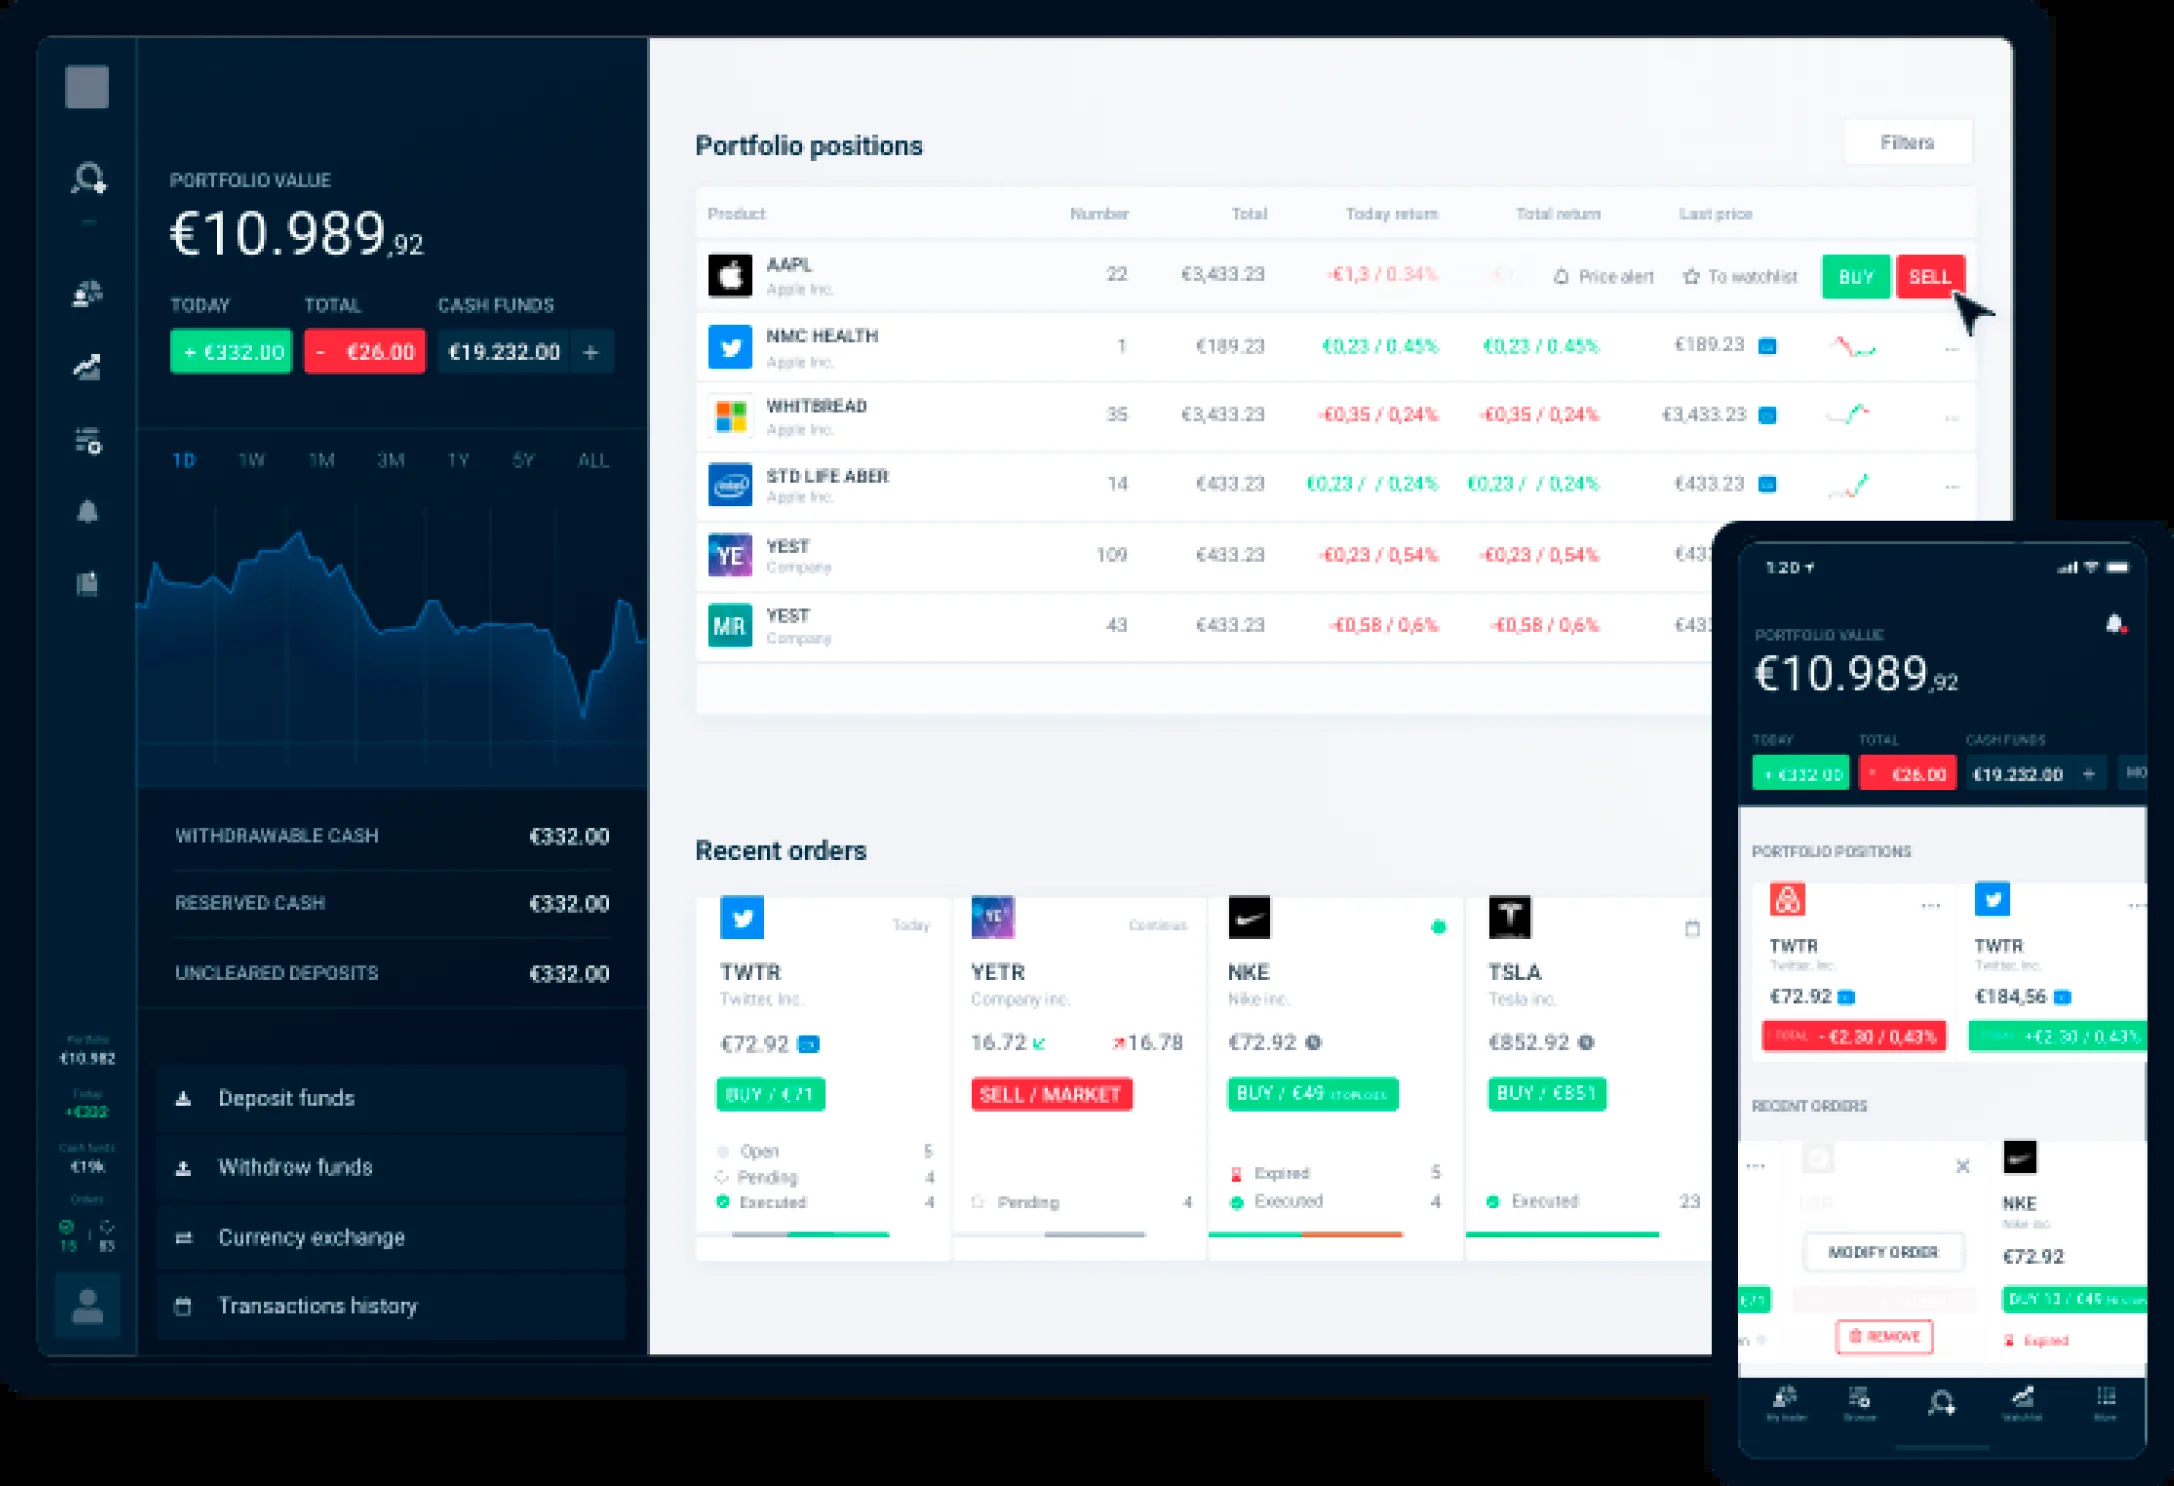 PORTFOLIO VALUE
€10.989,92
TODAY TOTAL CASH FUNDS
+ €332.00 - €26.00 €19.232.00 +
1D 1W 1M 3M 1Y 5Y ALL
WITHDRAWABLE CASH €332.00
RESERVED CASH €332.00
UNCLEARED DEPOSITS €332.00
Portfolio
€10.982
Today
+€332
Cash funds
€19k
Orders
15 83
Deposit funds
Withdrow funds
Currency exchange
Transactions history
Portfolio positions
Filters
Product Number Total Today return Total return Last price
AAPL 22 €3,433.23 -€1,3 / 0.34% Price alert To watchlist BUY SELL
Apple Inc.
NMC HEALTH 1 €189.23 €0,23 / 0.45% €0,23 / 0.45% €189.23 ...
Apple Inc.
WHITBREAD 35 €3,433.23 -€0,35 / 0,24% -€0,35 / 0,24% €3,433.23 ...
Apple Inc.
intel STD LIFE ABER 14 €433.23 €0,23 / / 0,24% €0,23 / / 0,24% €433.23 ...
Apple Inc.
YE YEST 109 €433.23 -€0,23 / 0,54% -€0,23 / 0,54% €43
Company
MR YEST 43 €433.23 -€0,58 / 0,6% -€0,58 / 0,6% €43
Company
Recent orders
Today
TWTR
Twitter, Inc.
€72.92
BUY / €71
Open 5
Pending 4
Executed 4
YE Continus
YETR
Company inc.
16.72 16.78
SELL / MARKET
Pending 4
NKE
Nike inc.
€72.92
BUY / €49
Expired 5
Executed 4
TSLA
Tesla inc.
€852.92
BUY / €851
Executed 23
1:20
PORTFOLIO VALUE
€10.989,92
TODAY TOTAL CASH FUNDS
+ €332.00 - €26.00 €19.232.00 + MO
PORTFOLIO POSITIONS
... ...
TWTR TWTR
Twitter, Inc. Twitter, Inc.
€72.92 €184,56
TOTAL - €2.30 / 0,43% +€2.30 / 0,43%
RECENT ORDERS
...
MODIFY ORDER
REMOVE
€71
NKE
Nike inc.
€72.92
BUY 13 / €49
Expired
Browse Watchlist More